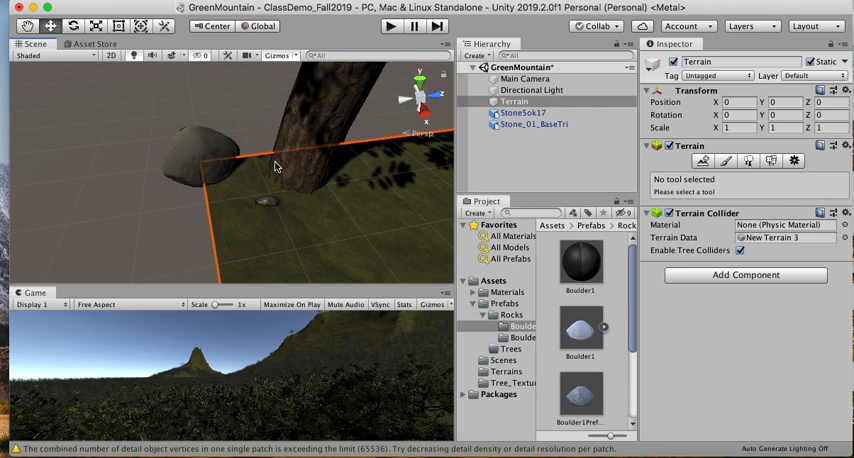 GreenMountain - ClassDemo_Fall2019 - PC, Mac & Linux Standalone - Unity 2019.2.0f1 Personal (Personal) <Metal>
Center Global Collab Account Layers Layout
Scene Asset Store
Shaded 2D 0 Gizmos All
y
z
x
Persp
Game
Display 1 Free Aspect Scale 1x Maximize On Play Mute Audio VSync Stats Gizmos
Hierarchy
Create All
GreenMountain*
Main Camera
Directional Light
Terrain
StoneSok17
Stone_01_BaseTri
Project
Create 9
Favorites
All Materials
All Models
All Prefabs
Assets
Materials
Prefabs
Rocks
Boulde
Boulde
Trees
Scenes
Terrains
Tree_Textu
Packages
Assets Prefabs Rock
Boulder1
Boulder1
Boulder1Pref...
Inspector
Terrain Static
Tag Untagged Layer Default
Transform
Position X 0 Y 0 Z 0
Rotation X 0 Y 0 Z 0
Scale X 1 Y 1 Z 1
Terrain
No tool selected
Please select a tool
Terrain Collider
Material None (Physic Material)
Terrain Data New Terrain 3
Enable Tree Colliders
Add Component
The combined number of detail object vertices in one single patch is exceeding the limit (65536). Try decreasing detail density or detail resolution per patch.
Auto Generate Lighting Off